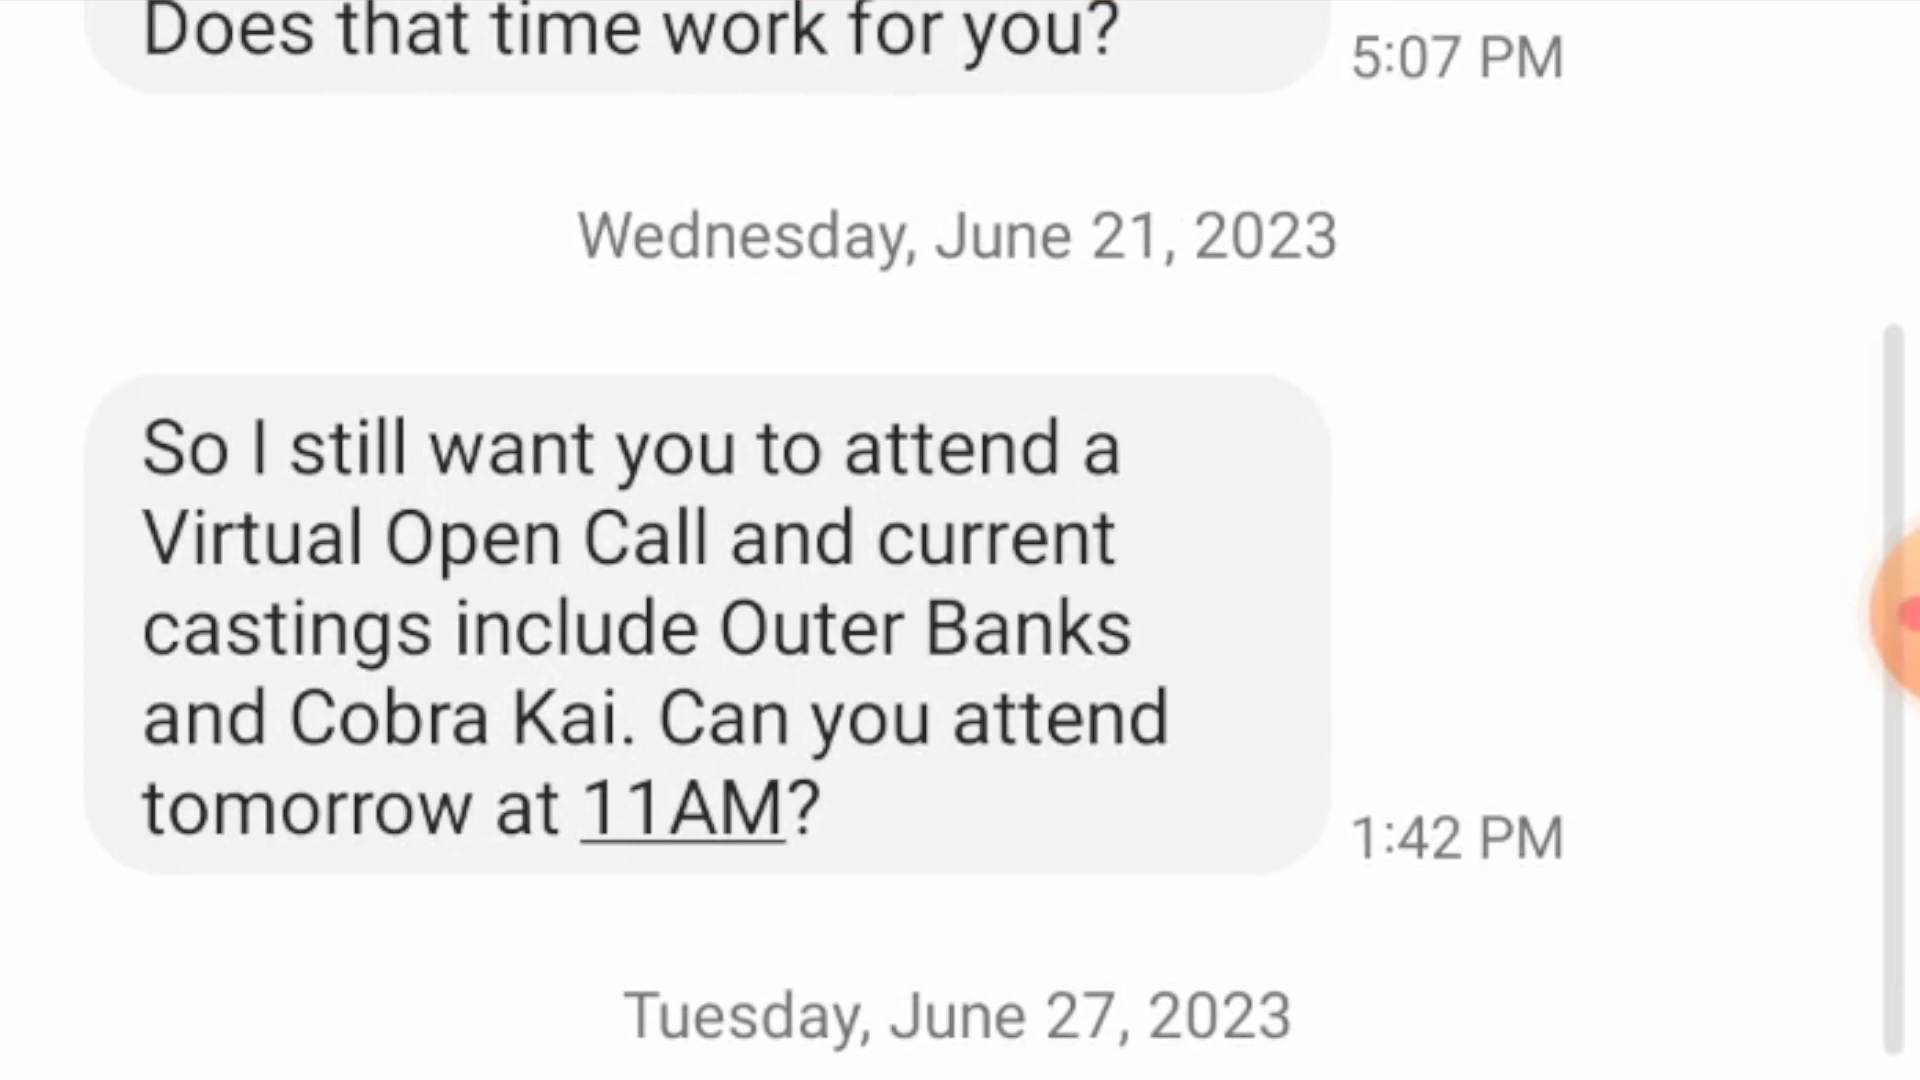 Does that time work for you?
5:07 PM
Wednesday, June 21, 2023
So I still want you to attend a
Virtual Open Call and current
castings include Outer Banks
and Cobra Kai. Can you attend
tomorrow at 11AM?
1:42 PM
Tuesday, June 27, 2023